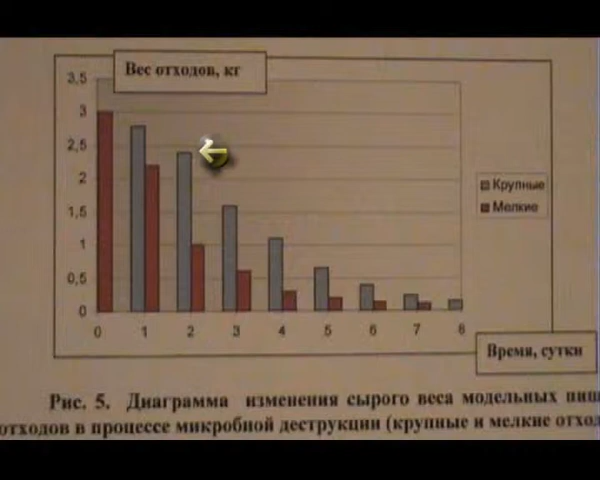 Вес отходов, кг
3,5
3
2,5
2
1,5
1
0,5
0
0 1 2 3 4 5 6 7 8
Крупные
Мелкие
Время, сутки
Рис. 5. Диаграмма изменения сырого веса модельных
отходов в процессе микробной деструкции (крупные и мелкие